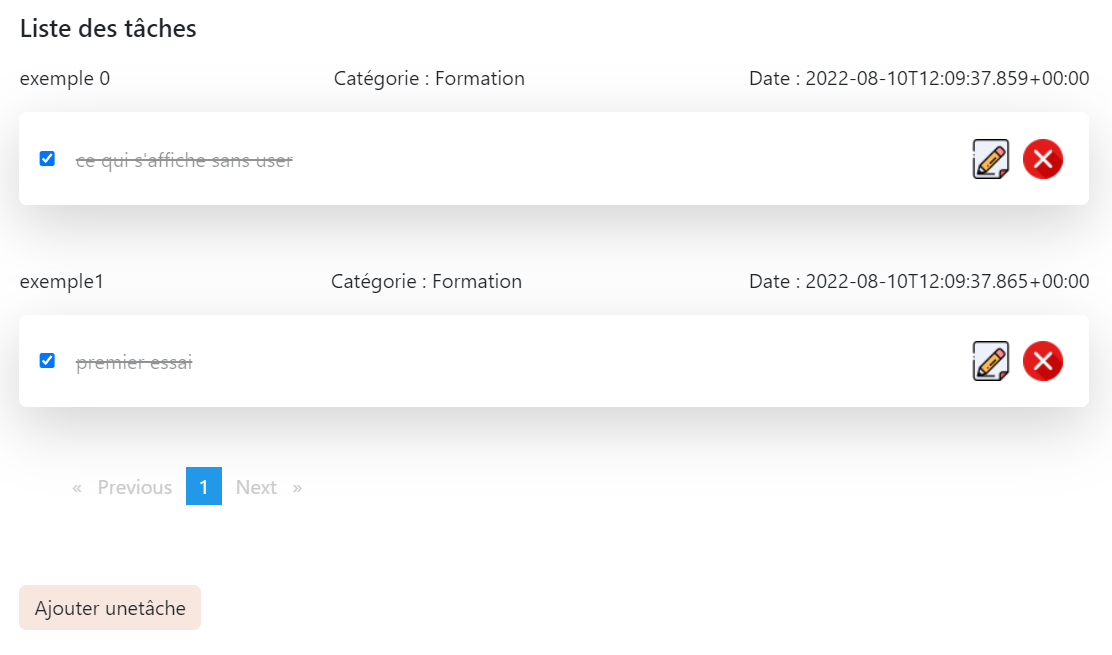 Liste des tâches
exemple 0 Catégorie : Formation Date : 2022-08-10T12:09:37.859+00:00
ce qui s'affiche sans user
exemple1 Catégorie : Formation Date : 2022-08-10T12:09:37.865+00:00
premier essai
« Previous 1 Next »
Ajouter unetâche